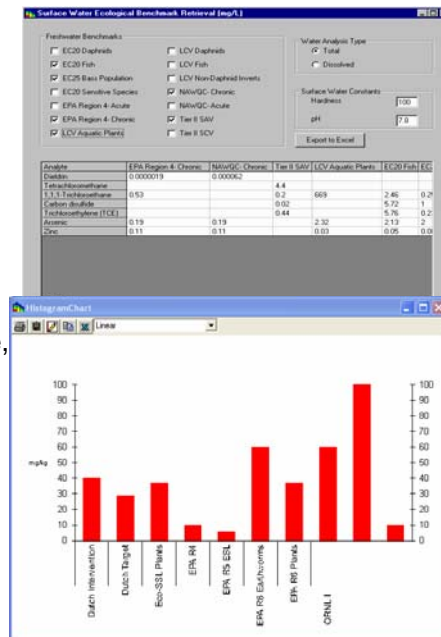 Surface Water Ecological Benchmark Retrieval (mg/L)
Freshwater Benchmarks
EC20 Daphnids
LCV Daphnids
EC20 Fish
LCV Fish
EC25 Bass Population
LCV Non-Daphnid Inverts
EC20 Sensitive Species
NAWQC- Chronic
EPA Region 4- Acute
NAWQC-Acute
EPA Region 4- Chronic
Tier II SAV
LCV Aquatic Plants
Tier II SCV
Water Analysis Type
Total
Dissolved
Surface Water Constants
Hardness 100
pH 7.8
Export to Excel
Analyte EPA Region 4- Chronic NAWQC- Chronic Tier II SAV LCV Aquatic Plants EC20 Fish
Dieldrin 0.0000019 0.000062
Tetrachloromethane 4.4
1,1,1-Trichloroethane 0.53 0.2 669 2.46
Carbon disulfide 0.02 5.72 1
Trichloroethylene (TCE) 0.44 5.76
Arsenic 0.19 0.19 2.32 2.13 2
Zinc 0.11 0.11 0.03 0.05
HistogramChart
Linear
,
100 100
90 90
80 80
70 70
60 60
mg/kg
50 50
40 40
30 30
20 20
10 10
0 0
Dutch Intervention
Dutch Target
Eco-SSL Plants
EPA R4
EPA R5 ESL
EPA R6 Earthworms
EPA R6 Plants